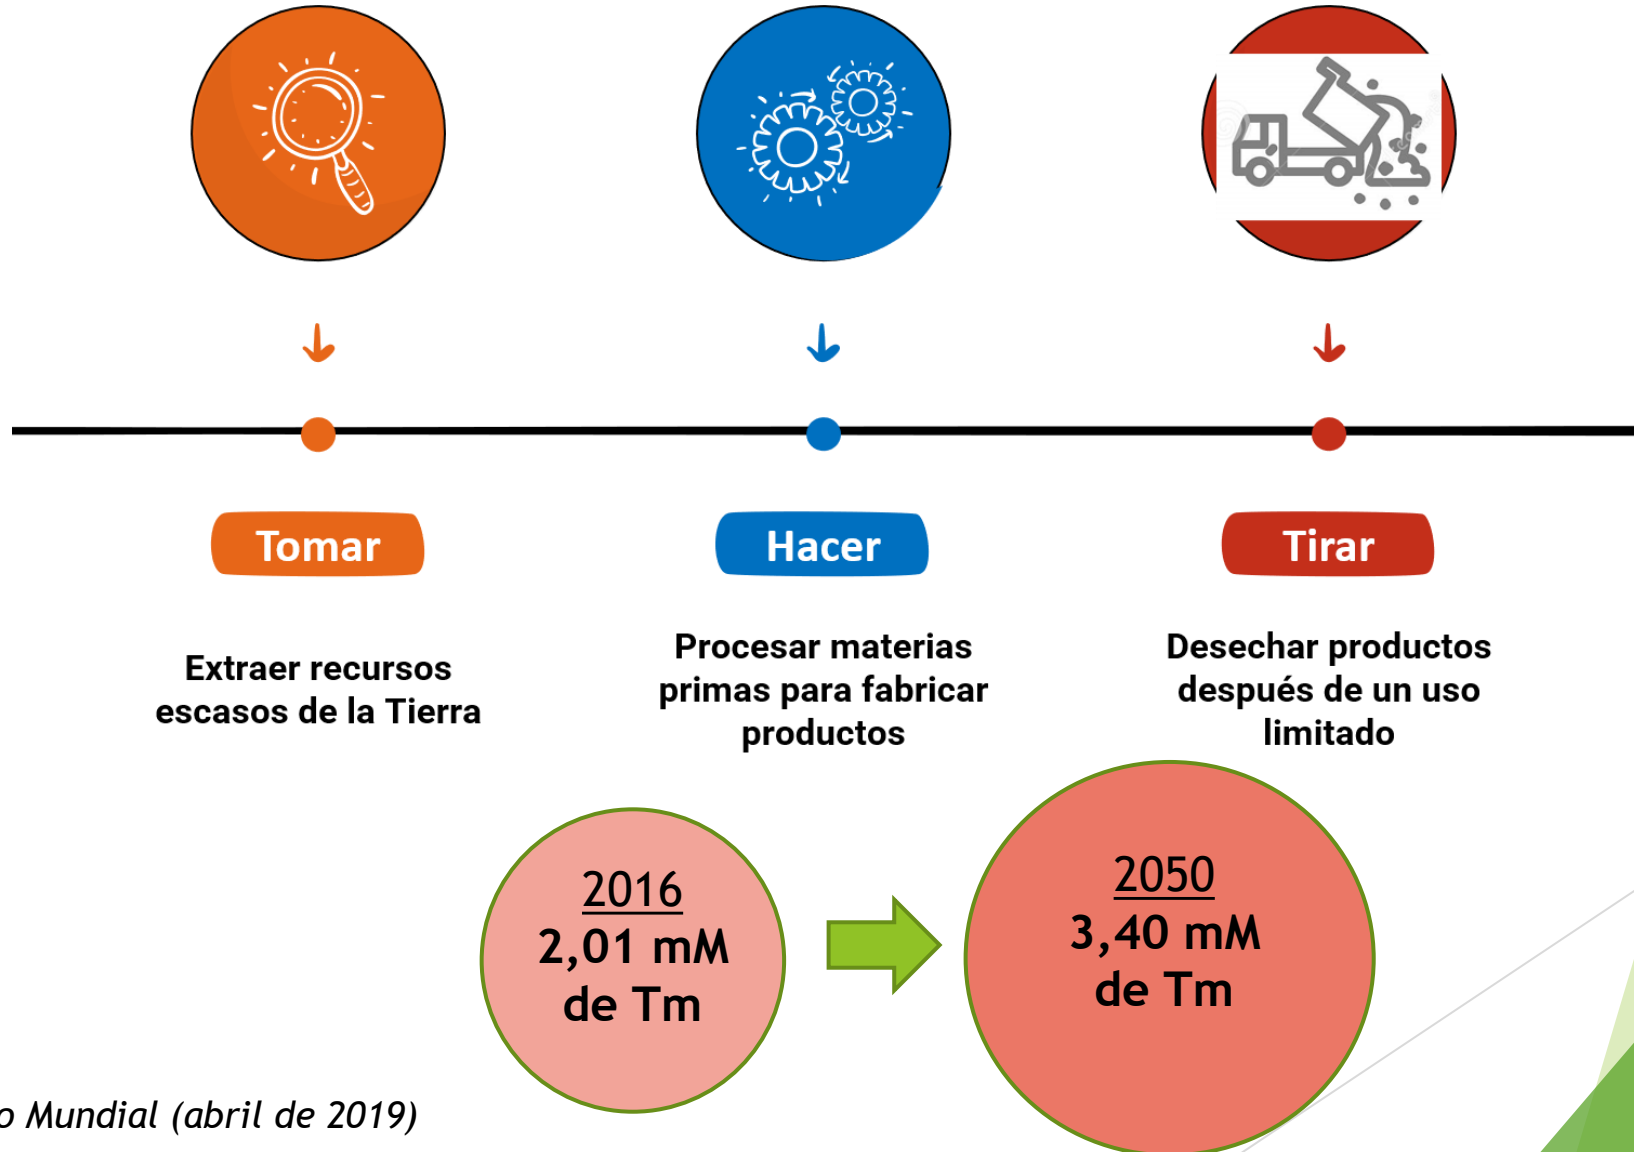 Tomar
Hacer
Tirar
Extraer recursos
escasos de la Tierra
Procesar materias
primas para fabricar
productos
Desechar productos
después de un uso
limitado
2016
2,01 mM
de Tm
2050
3,40 mM
de Tm
o Mundial (abril de 2019)